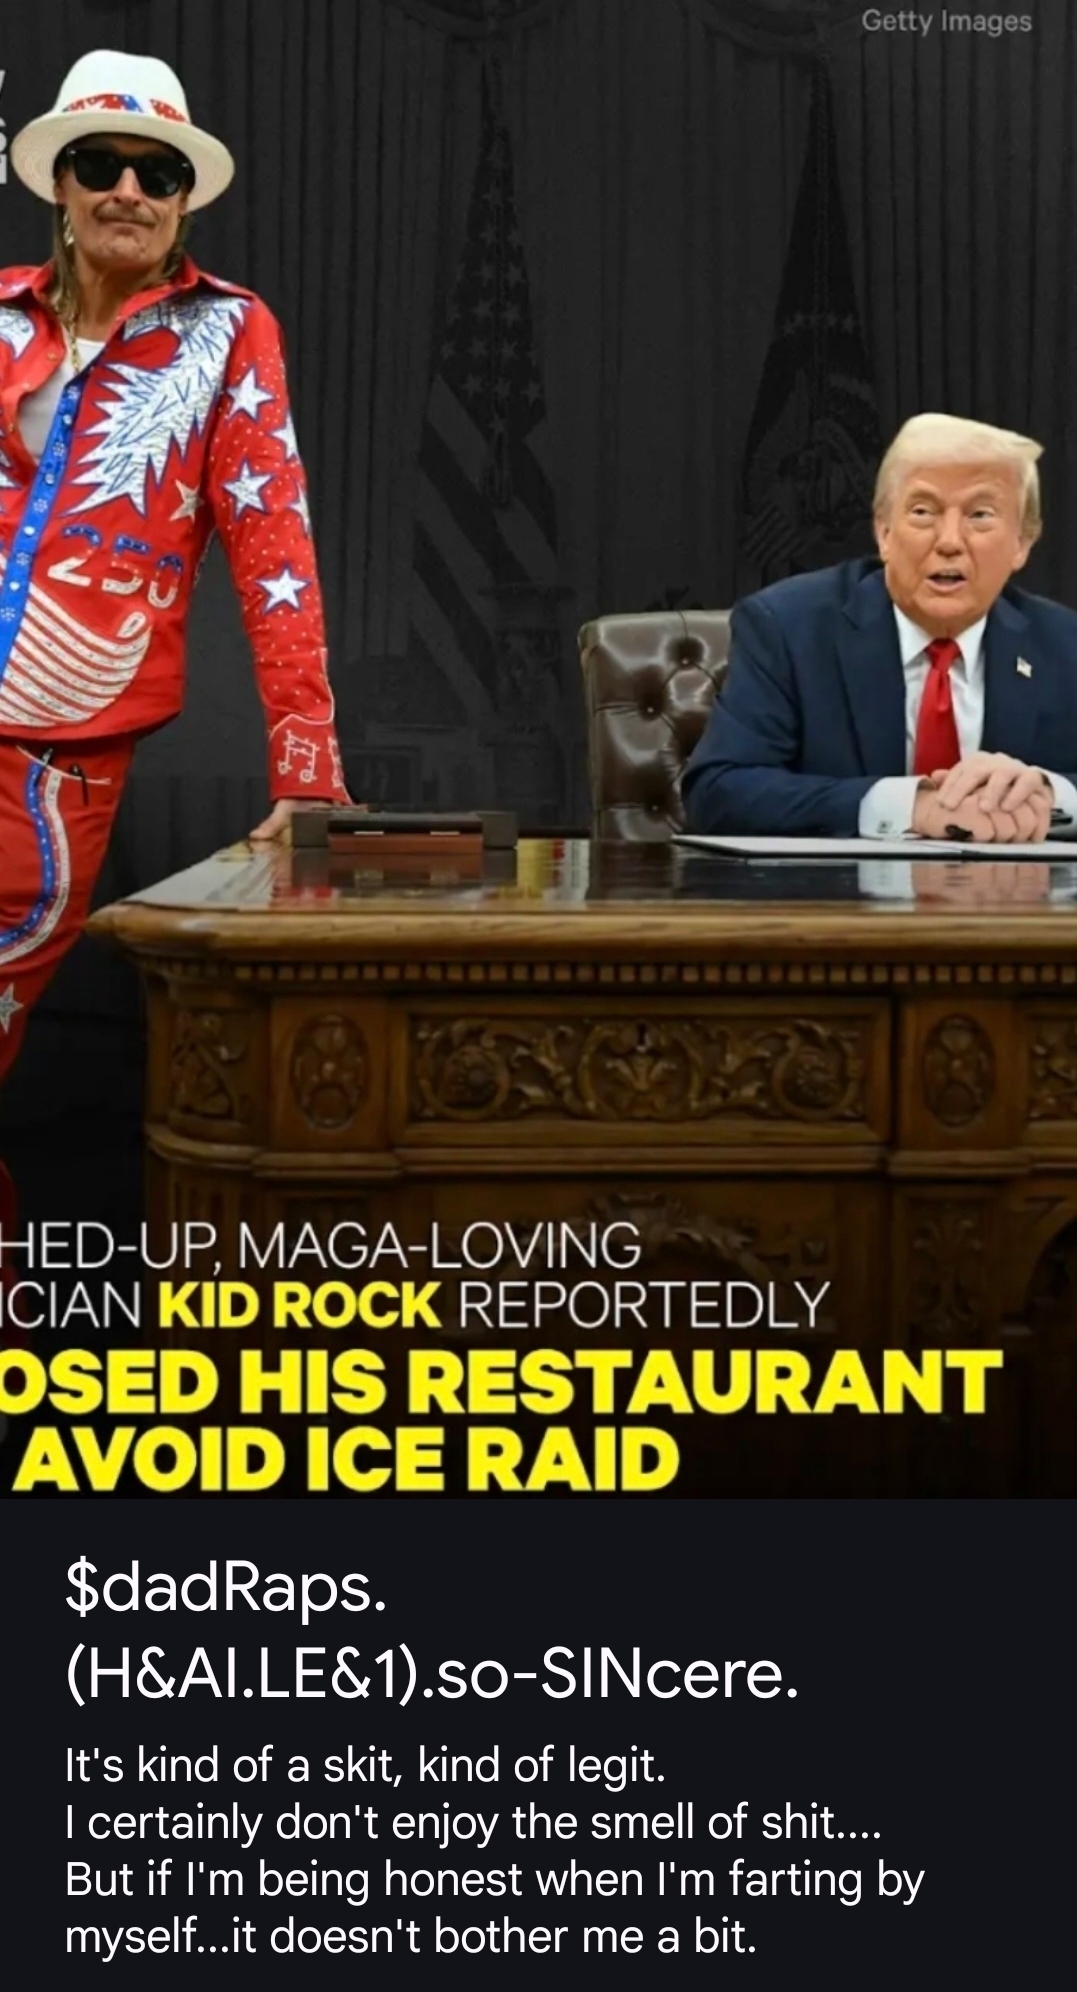 Getty Images
250
HED-UP, MAGA-LOVING
ICIAN KID ROCK REPORTEDLY
OSED HIS RESTAURANT
AVOID ICE RAID
$dadRaps.
(H&AI.LE&1).so-SINcere.
It's kind of a skit, kind of legit.
I certainly don't enjoy the smell of shit....
But if I'm being honest when I'm farting by
myself...it doesn't bother me a bit.